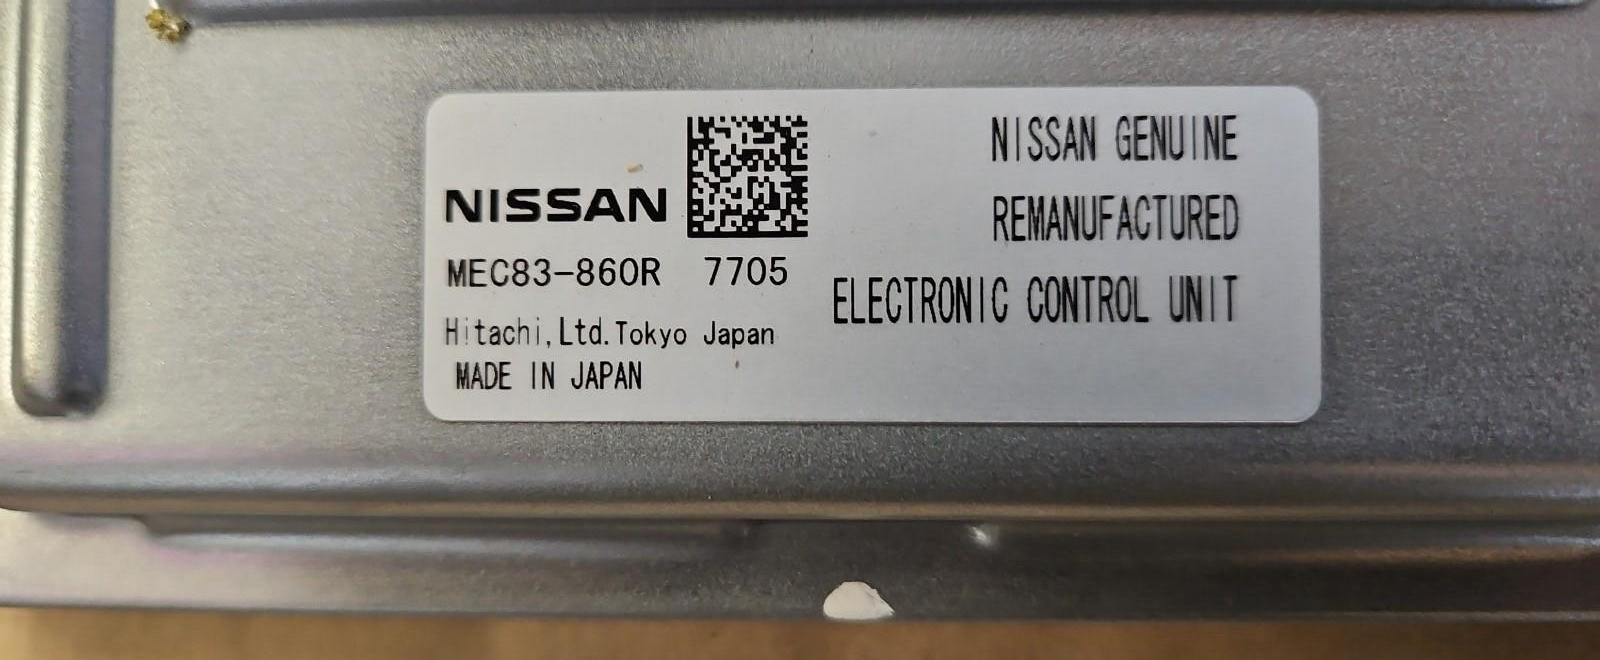 NISSAN
MEC83-860R 7705
Hitachi,Ltd.Tokyo Japan
MADE IN JAPAN
NISSAN GENUINE
REMANUFACTURED
ELECTRONIC CONTROL UNIT